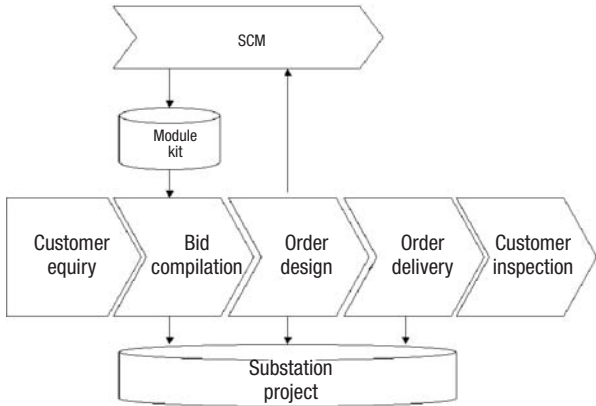 SCM
Module
kit
Customer
equiry
Bid
compilation
Order
design
Order
delivery
Customer
inspection
Substation
project